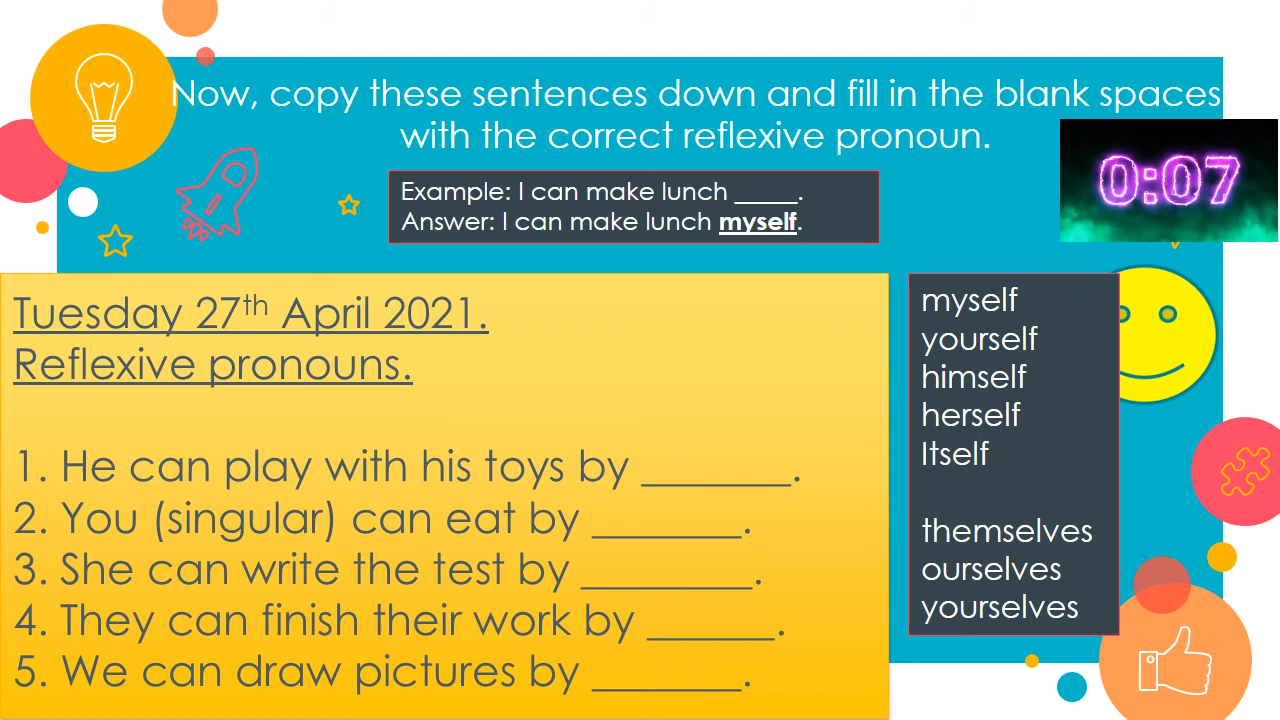 Now, copy these sentences down and fill in the blank spaces
with the correct reflexive pronoun.
0:07
Example: I can make lunch _____.
Answer: I can make lunch myself.
Tuesday 27th April 2021.
Reflexive pronouns.
1. He can play with his toys by _______.
2. You (singular) can eat by _______.
3. She can write the test by ________.
4. They can finish their work by ______.
5. We can draw pictures by _______.
myself
yourself
himself
herself
Itself
themselves
ourselves
yourselves